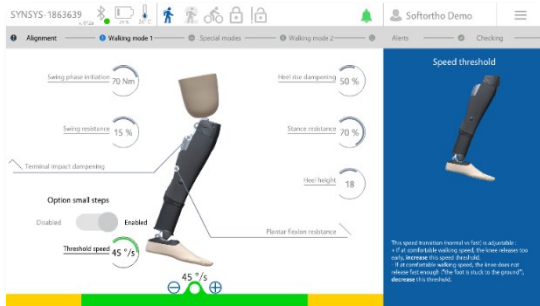 SYNSYS-1863639
Softortho Demo
Alignment
Walking mode 1
Special modes
Walking mode 2
Alerts
Checking
Speed threshold
Swing phase initiation
70 Nm
Heel rise dampening
50 %
Swing resistance
15 %
Stance resistance
70 %
Terminal impact dampening
Heel height
18
Option small steps
Disabled
Enabled
Plantar flexion resistance
Threshold speed
45 °/s
45 °/s
This speed transition (normal vs fast) is adjustable :
+ If at comfortable walking speed, the knee releases too
early, increase this speed threshold.
- If at comfortable walking speed, the knee does not
release fast enough ("the foot is stuck to the ground"),
decrease this threshold.